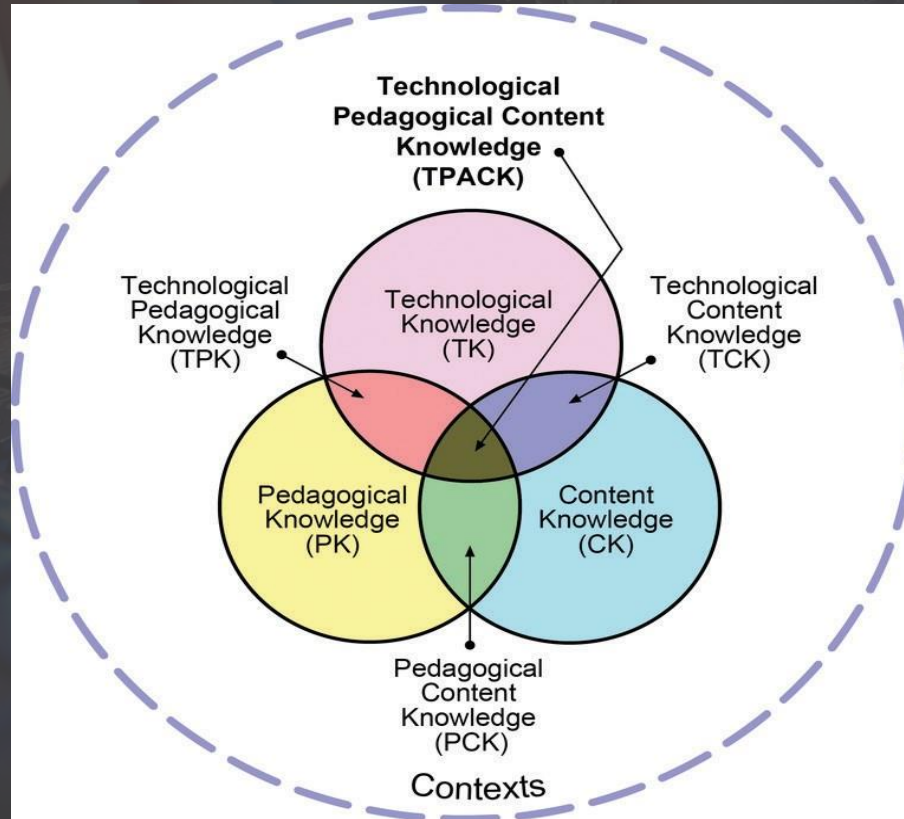 Technological
Pedagogical Content
Knowledge
(TPACK)
Technological
Pedagogical
Knowledge
(TPK)
Technological
Knowledge
(TK)
Technological
Content
Knowledge
(TCK)
Pedagogical
Knowledge
(PK)
Content
Knowledge
(CK)
Pedagogical
Content
Knowledge
(PCK)
Contexts